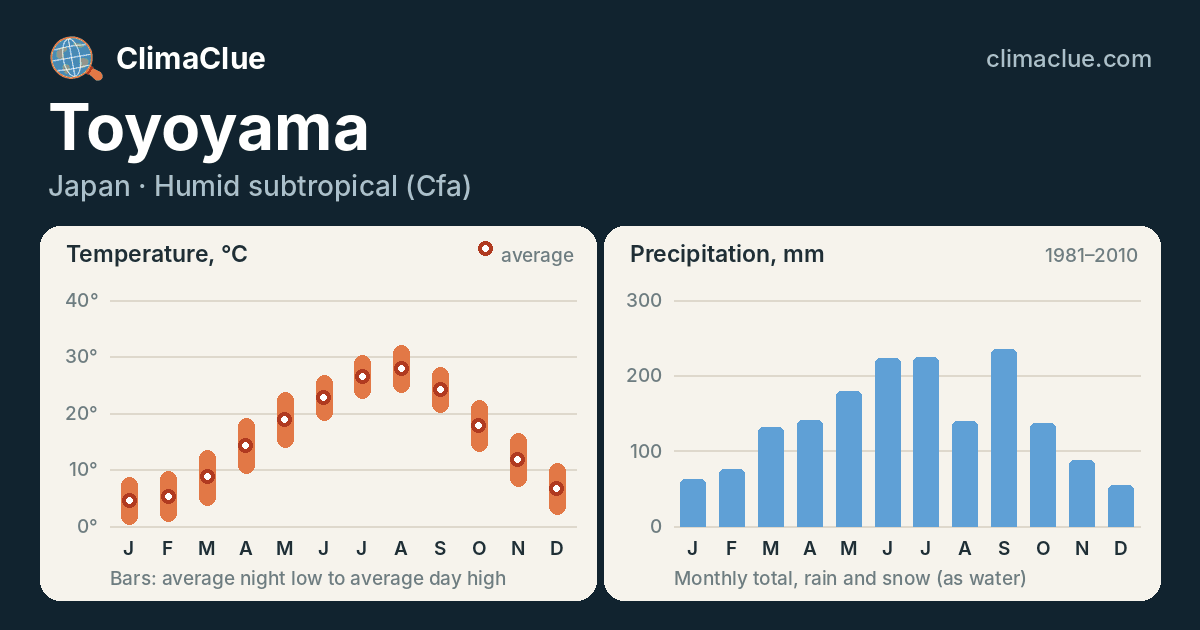 ClimaClue
climaclue.com
Toyoyama
Japan · Humid subtropical (Cfa)
Temperature, °C
average
40°
30°
20°
10°
0°
J F M A M J J A S O N D
Bars: average night low to average day high
Precipitation, mm
1981–2010
300
200
100
0
J F M A M J J A S O N D
Monthly total, rain and snow (as water)